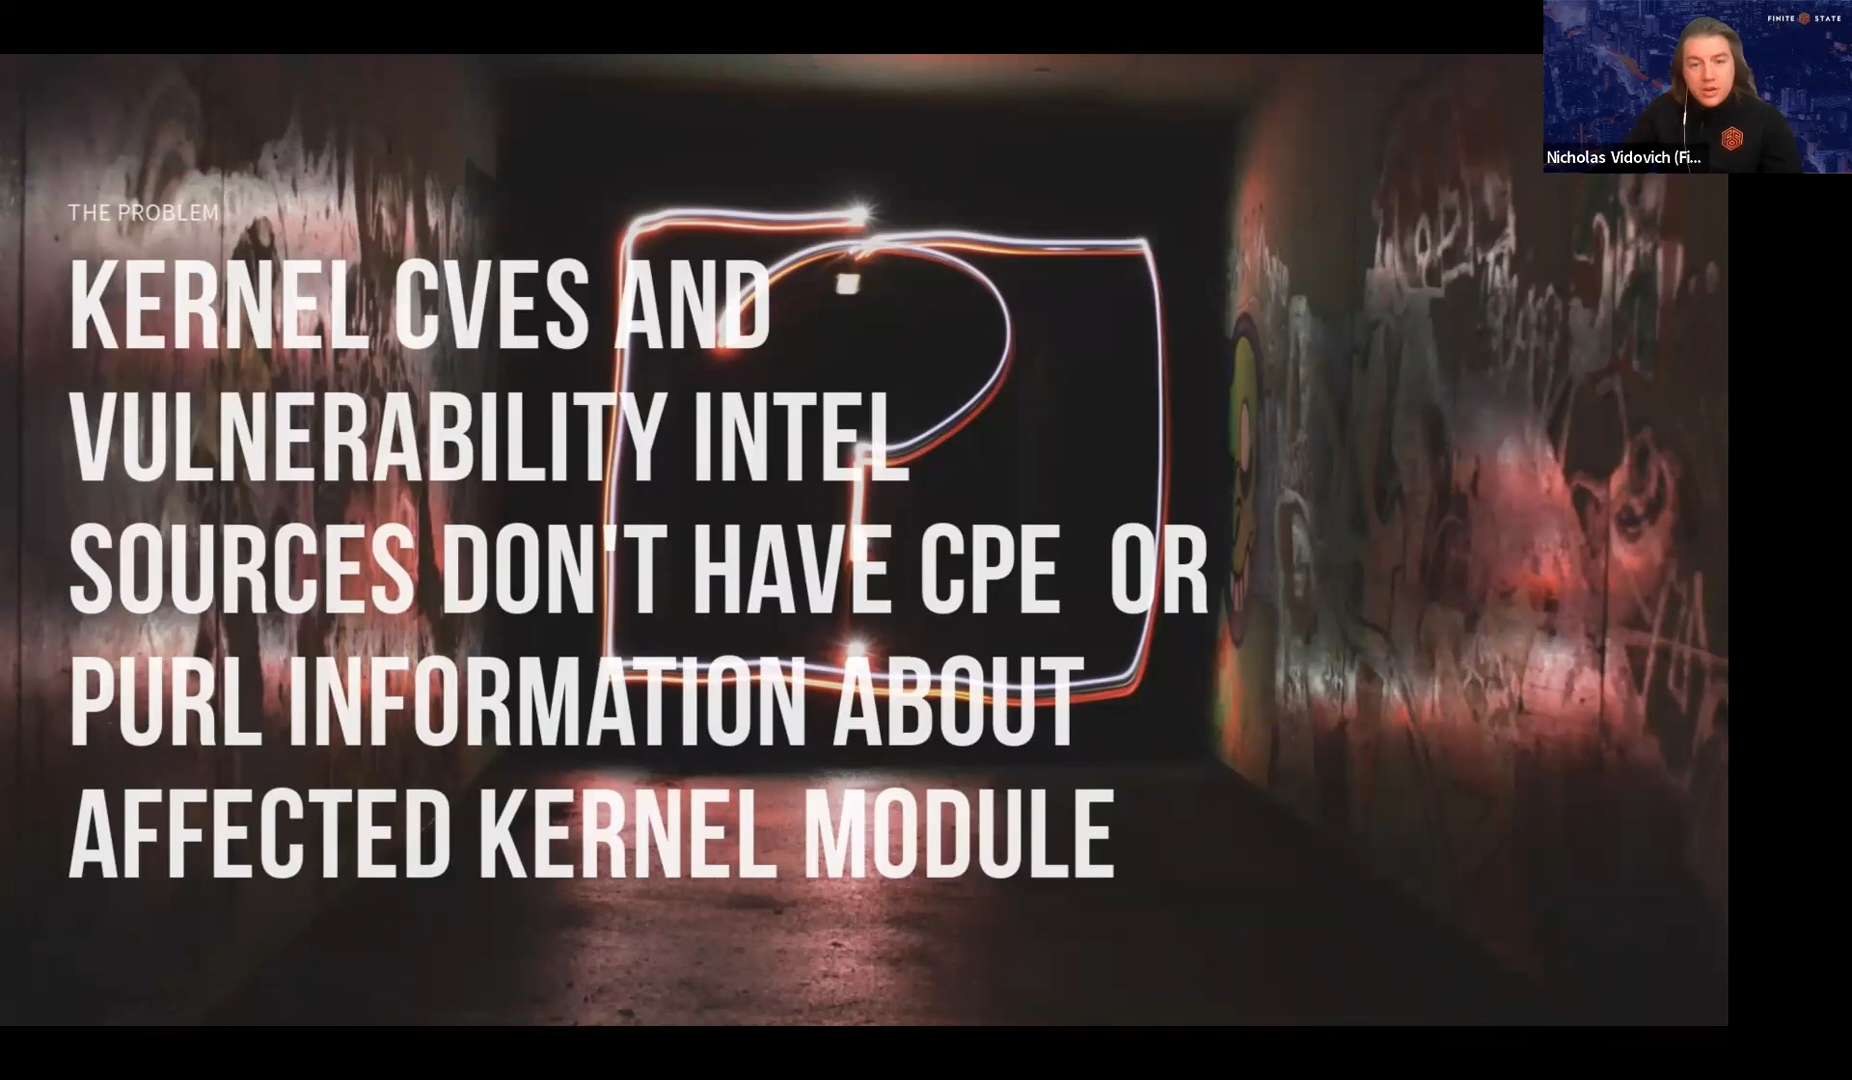 FINITE STATE
Nicholas Vidovich (Fi...
THE PROBLEM
KERNEL CVES AND
VULNERABILITY INTEL
SOURCES DON'T HAVE CPE OR
PURL INFORMATION ABOUT
AFFECTED KERNEL MODULE